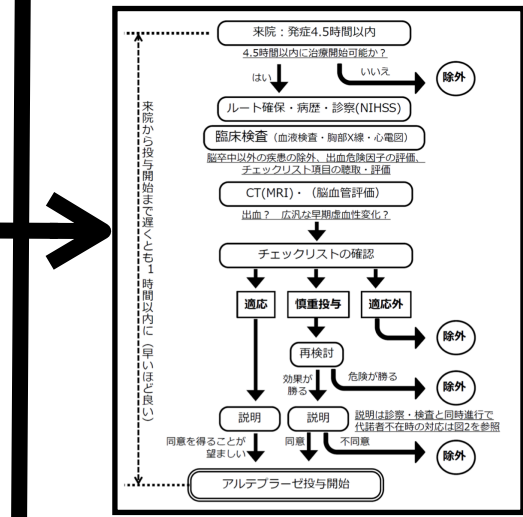 来院：発症4.5時間以内
4.5時間以内に治療開始可能か？
はい
いいえ
除外
ルート確保・病歴・診察(NIHSS)
臨床検査（血液検査・胸部X線・心電図）
脳卒中以外の疾患の除外、出血危険因子の評価、
チェックリスト項目の聴取・評価
CT(MRI)・（脳血管評価）
出血？　広汎な早期虚血性変化？
チェックリストの確認
適応
慎重投与
適応外
除外
再検討
効果が
勝る
危険が勝る
除外
説明
説明
説明は診察・検査と同時進行で
代諾者不在時の対応は図2を参照
同意を得ることが
望ましい
同意
不同意
除外
アルテプラーゼ投与開始
来院から投与開始まで遅くとも1時間以内に（早いほど良い）